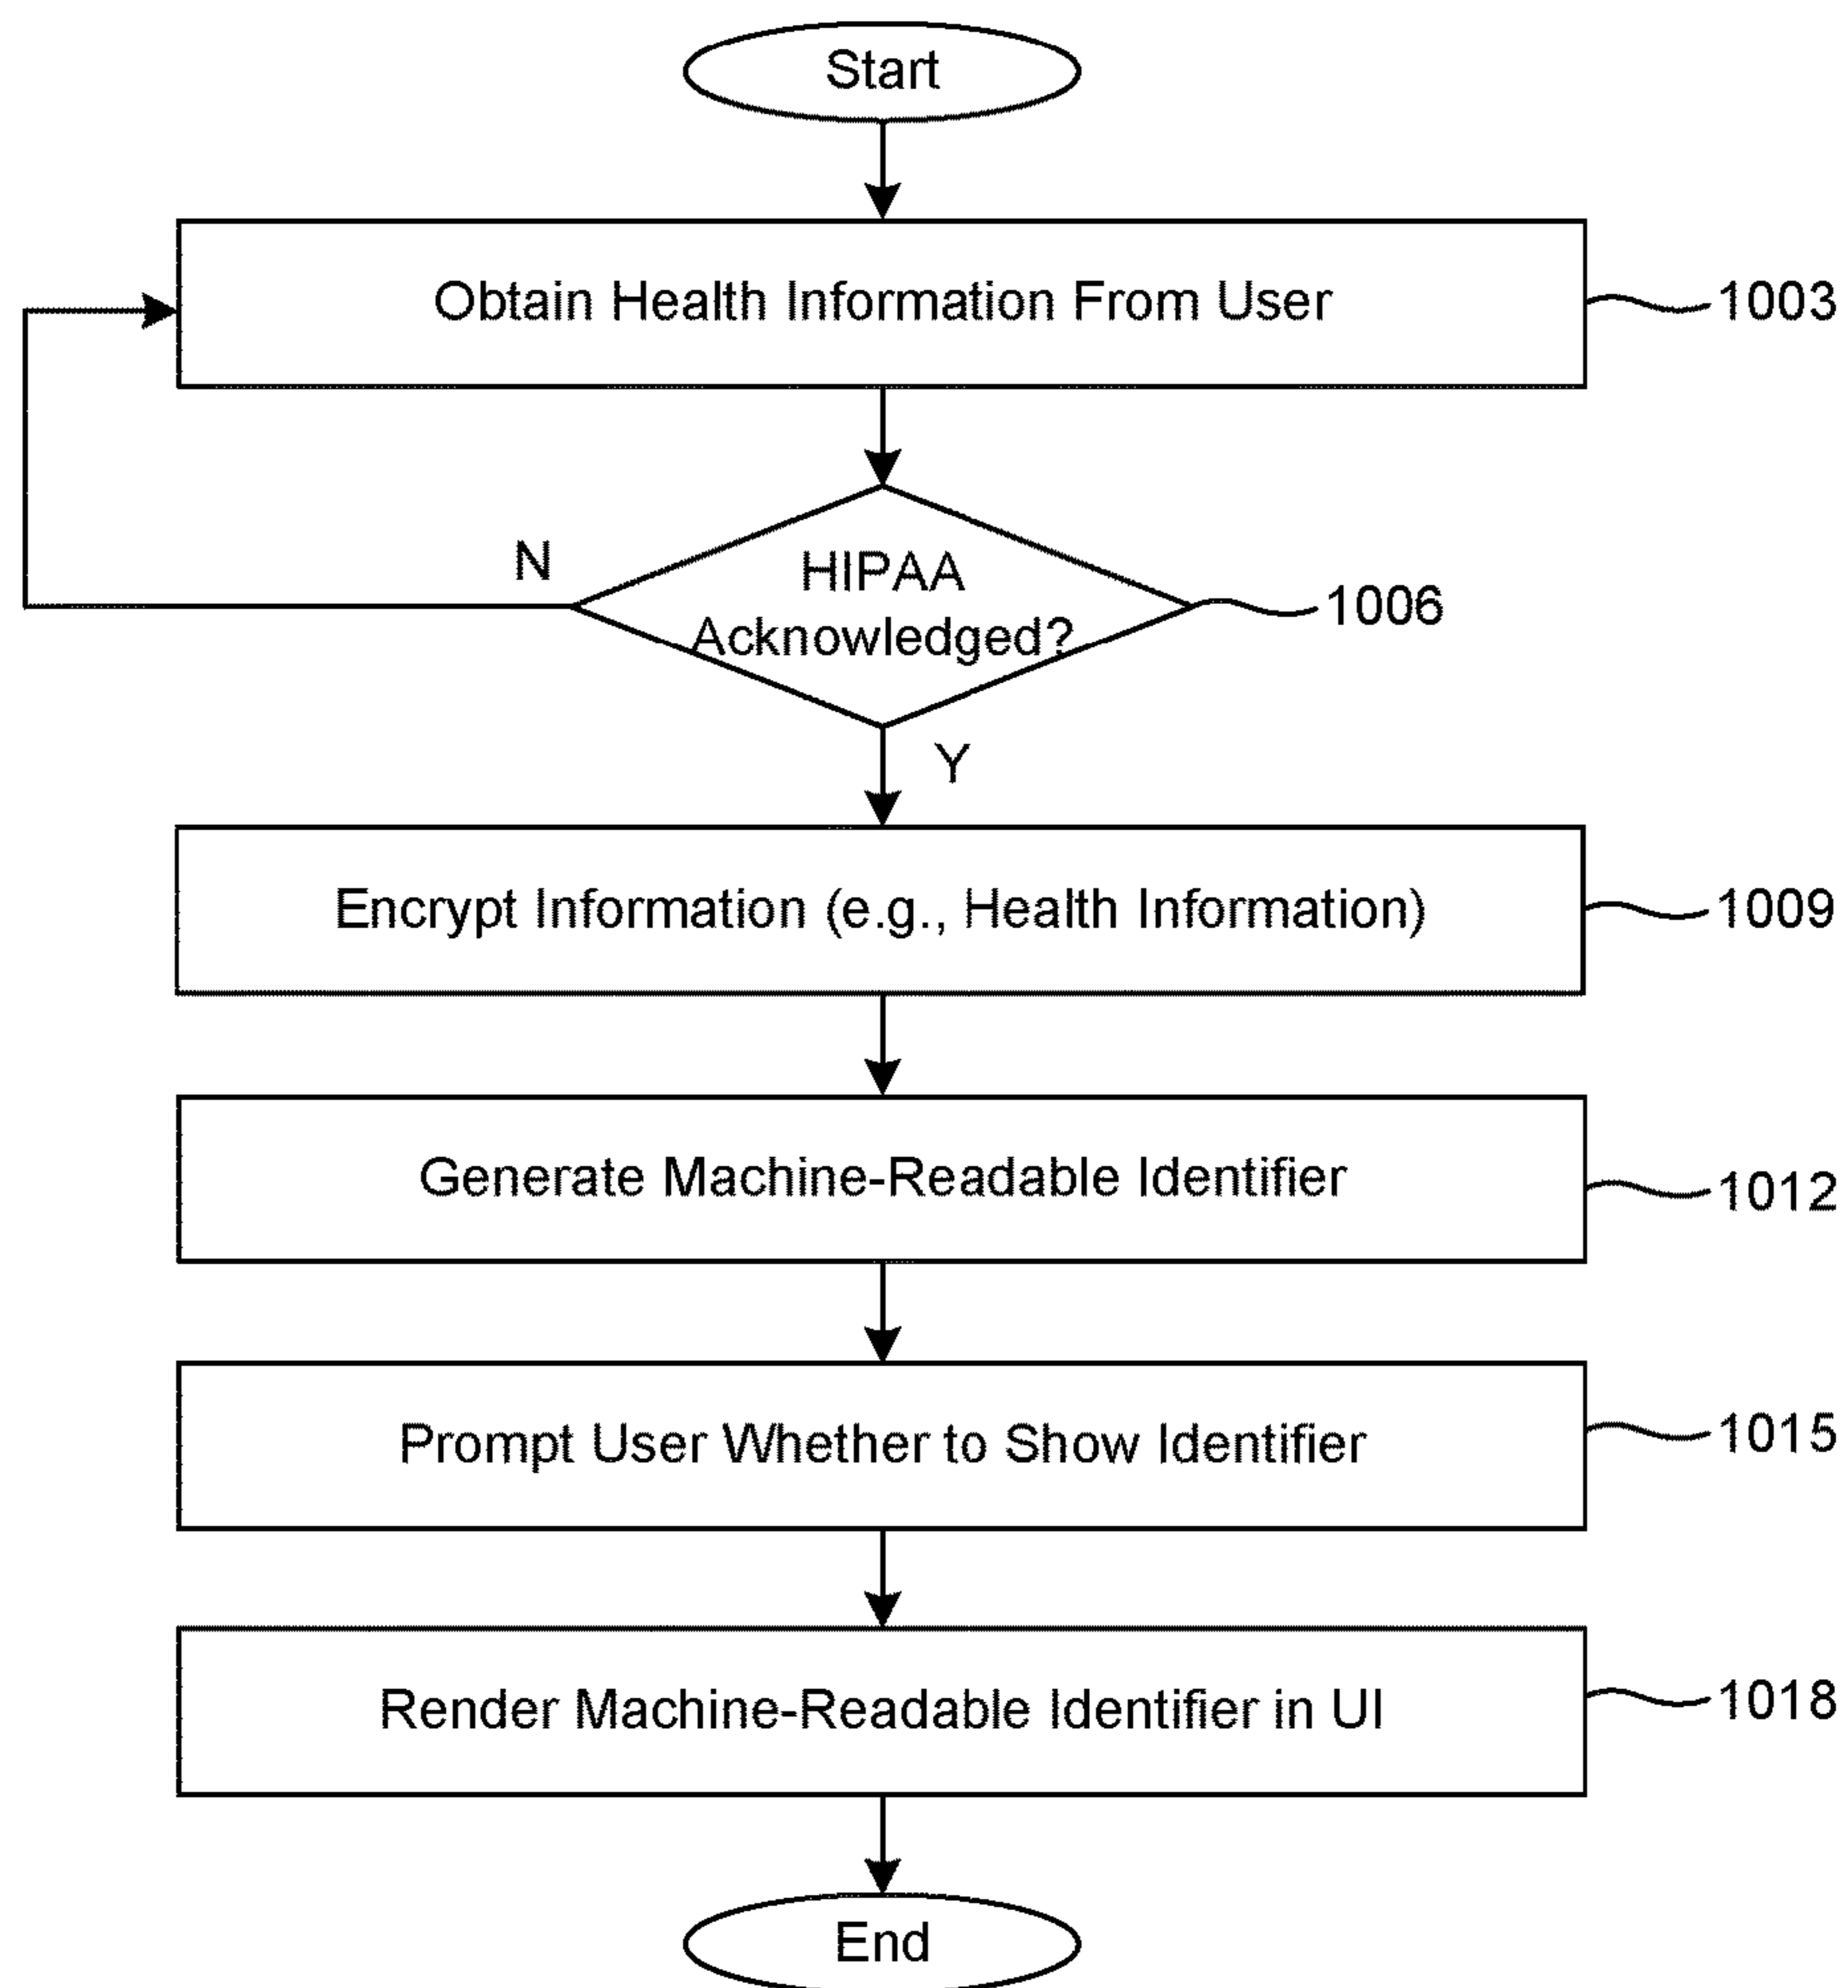 Start
Obtain Health Information From User
1003
N
HIPAA
Acknowledged?
1006
Y
Encrypt Information (e.g., Health Information)
1009
Generate Machine-Readable Identifier
1012
Prompt User Whether to Show Identifier
1015
Render Machine-Readable Identifier in UI
1018
End